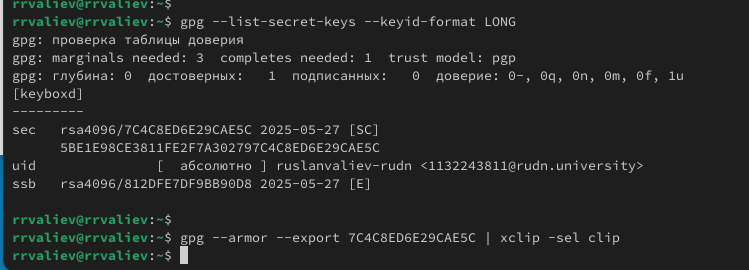 rrvaliev@rrvaliev:~$
rrvaliev@rrvaliev:~$ gpg --list-secret-keys --keyid-format LONG
gpg: проверка таблицы доверия
gpg: marginals needed: 3  completes needed: 1  trust model: pgp
gpg: глубина: 0  достоверных:   1  подписанных:   0  доверие: 0-, 0q, 0n, 0m, 0f, 1u
[keyboxd]
---------
sec   rsa4096/7C4C8ED6E29CAE5C 2025-05-27 [SC]
      5BE1E98CE3811FE2F7A302797C4C8ED6E29CAE5C
uid               [  абсолютно ] ruslanvaliev-rudn <1132243811@rudn.university>
ssb   rsa4096/812DFE7DF9BB90D8 2025-05-27 [E]
rrvaliev@rrvaliev:~$
rrvaliev@rrvaliev:~$ gpg --armor --export 7C4C8ED6E29CAE5C | xclip -sel clip
rrvaliev@rrvaliev:~$